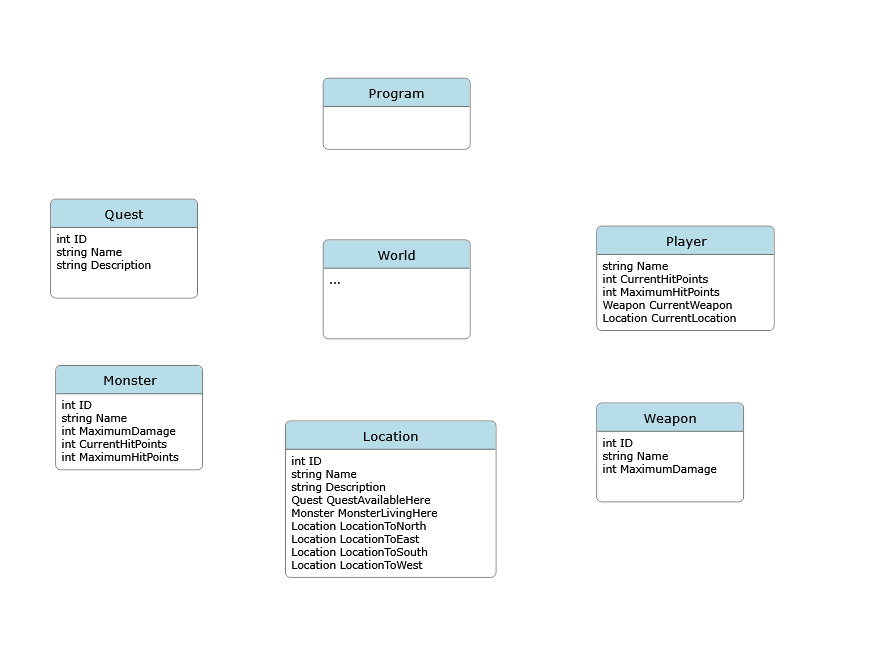 Program
Quest
int ID
string Name
string Description
World
...
Player
string Name
int CurrentHitPoints
int MaximumHitPoints
Weapon CurrentWeapon
Location CurrentLocation
Monster
int ID
string Name
int MaximumDamage
int CurrentHitPoints
int MaximumHitPoints
Location
int ID
string Name
string Description
Quest QuestAvailableHere
Monster MonsterLivingHere
Location LocationToNorth
Location LocationToEast
Location LocationToSouth
Location LocationToWest
Weapon
int ID
string Name
int MaximumDamage